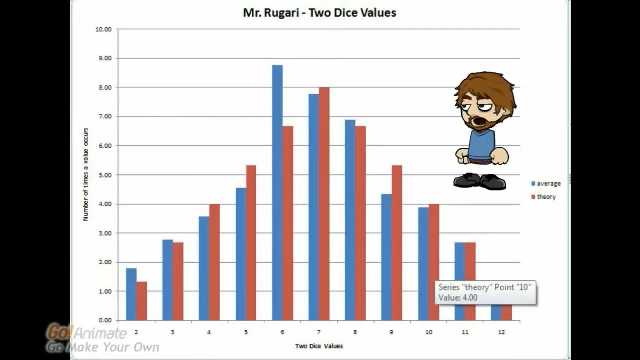 Mr. Rugari - Two Dice Values
10.00
9.00
8.00
7.00
6.00
5.00
4.00
3.00
2.00
1.00
0.00
Number of times a value occurs
average
theory
Series "theory" Point "10"
Value: 4.00
2 3 4 5 6 7 8 9 10 11 12
Two Dice Values
Go!Animate
Go Make Your Own